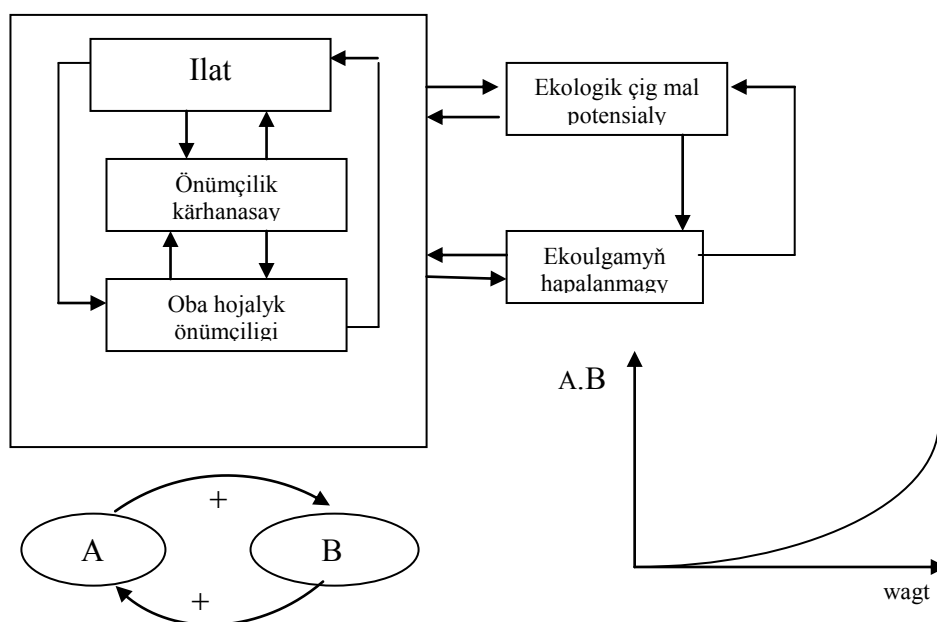 Ilat
Önümçilik
kärhanasay
Oba hojalyk
önümçiligi
Ekologik çig mal
potensialy
Ekoulgamyň
hapalanmagy
A.B
wagt
+
A
B
+